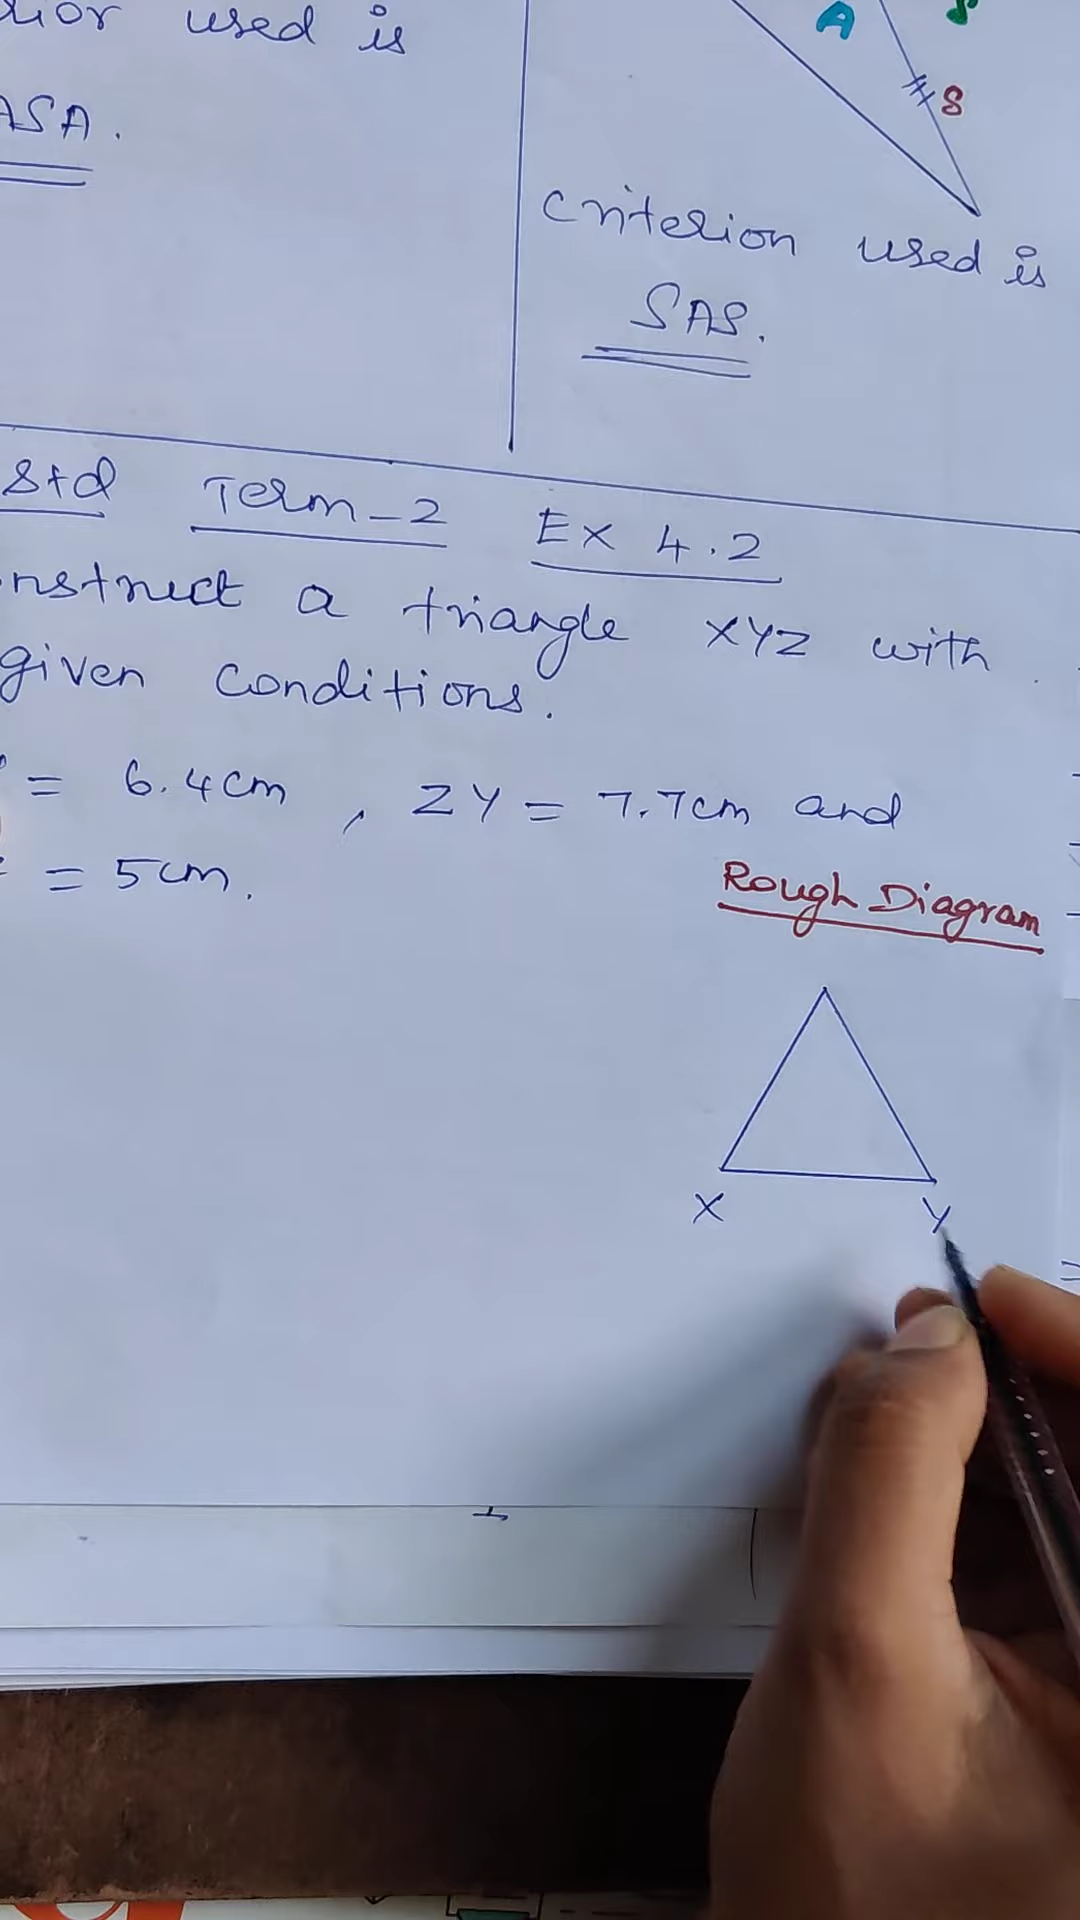 used is
ASA.
A
S
criterion used is
SAS.
std Term-2 Ex 4.2
nstruct a triangle XYZ with
given conditions.
= 6.4cm, ZY = 7.7cm and
= 5cm.
Rough Diagram
X Y